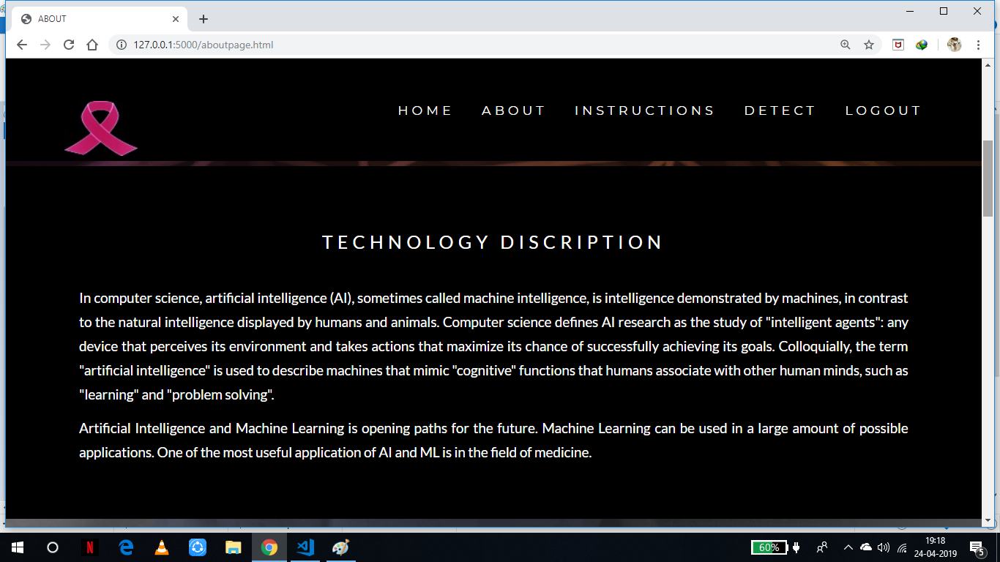 ABOUT
127.0.0.1:5000/aboutpage.html
HOME ABOUT INSTRUCTIONS DETECT LOGOUT
TECHNOLOGY DISCRIPTION
In computer science, artificial intelligence (AI), sometimes called machine intelligence, is intelligence demonstrated by machines, in contrast
to the natural intelligence displayed by humans and animals. Computer science defines AI research as the study of "intelligent agents": any
device that perceives its environment and takes actions that maximize its chance of successfully achieving its goals. Colloquially, the term
"artificial intelligence" is used to describe machines that mimic "cognitive" functions that humans associate with other human minds, such as
"learning" and "problem solving".
Artificial Intelligence and Machine Learning is opening paths for the future. Machine Learning can be used in a large amount of possible
applications. One of the most useful application of AI and ML is in the field of medicine.
N
60%
19:18
24-04-2019
5